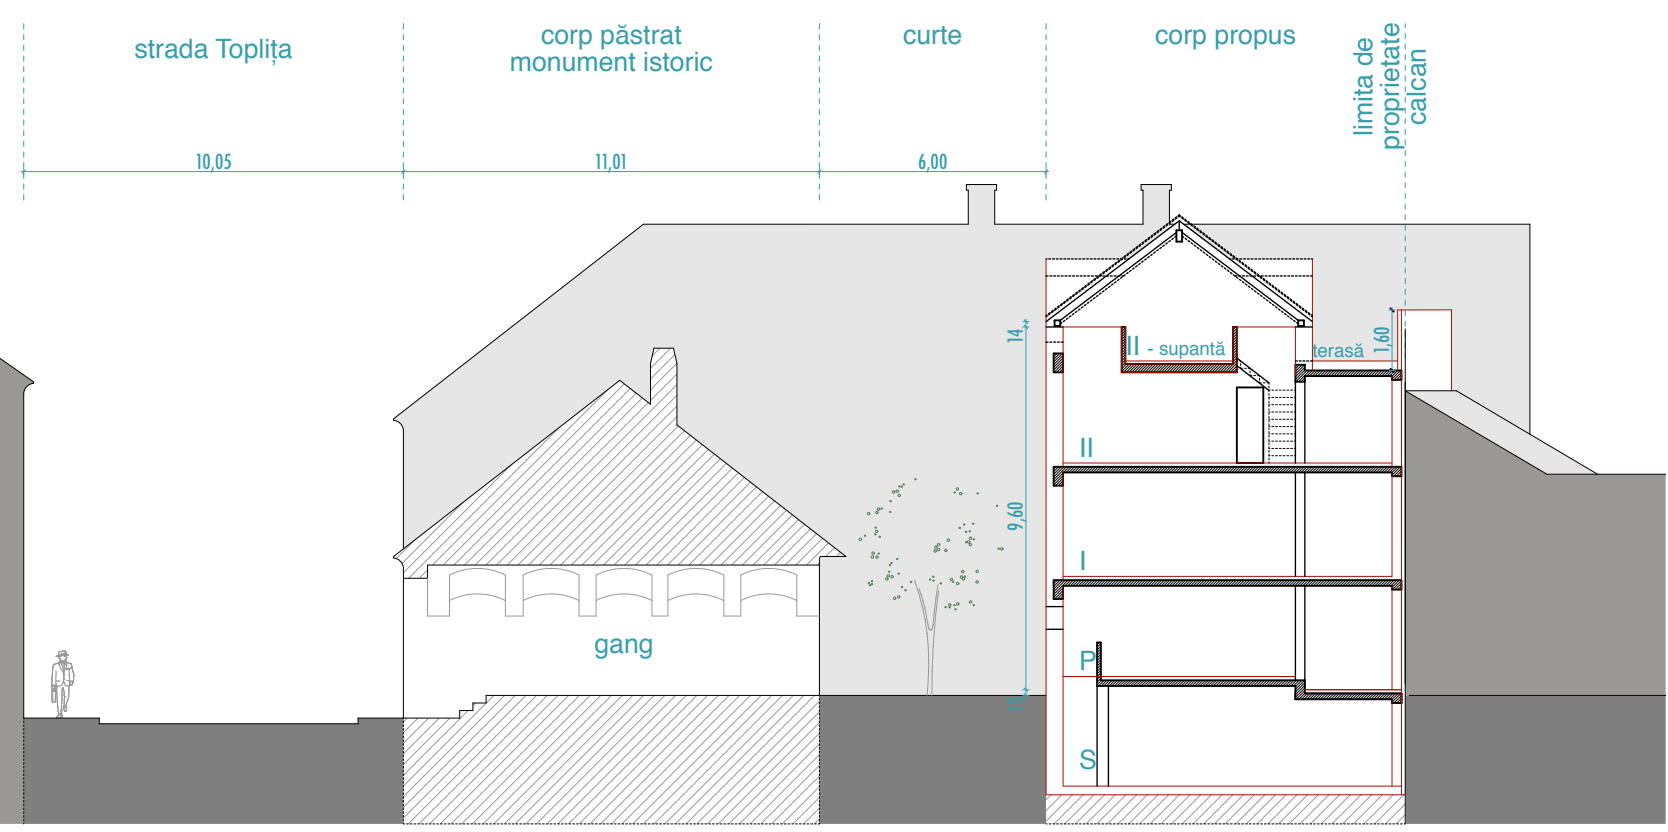 strada Toplița
corp păstrat
monument istoric
curte
corp propus
limita de
proprietate
calcan
10,05
11,01
6,00
14
II - supantă
terasă
1,60
II
9,60
I
gang
P
15
S